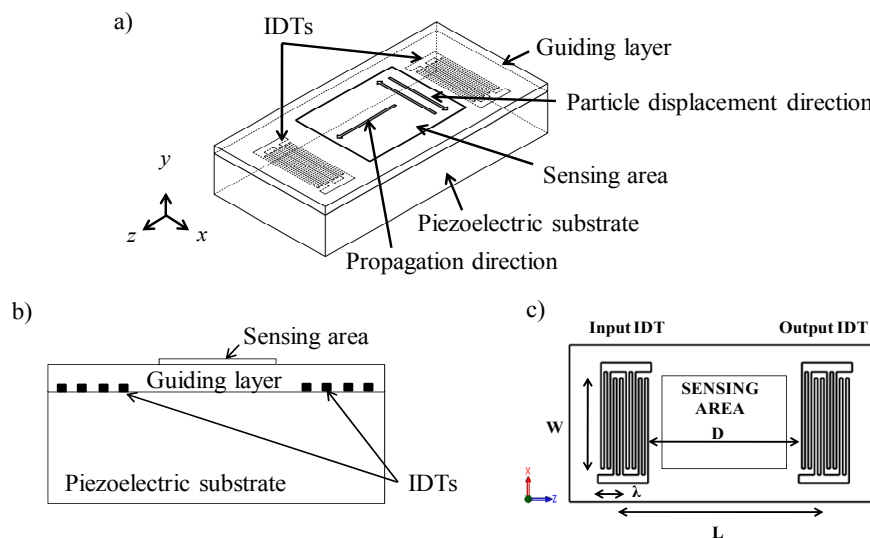 a)
IDTs
Guiding layer
Particle displacement direction
Sensing area
Piezoelectric substrate
Propagation direction
y
z
x
b)
Sensing area
Guiding layer
Piezoelectric substrate
IDTs
c)
Input IDT
Output IDT
SENSING
AREA
W
D
λ
L
X
Z